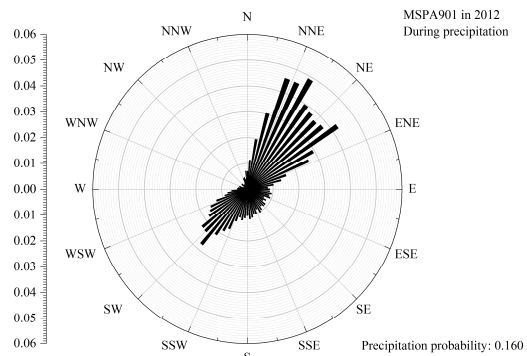 MSPA901 in 2012
During precipitation
N
NNW
NNE
NW
NE
WNW
ENE
W
E
WSW
ESE
SW
SE
SSW
SSE
S
0.06
0.05
0.04
0.03
0.02
0.01
0.00
0.01
0.02
0.03
0.04
0.05
0.06
Precipitation probability: 0.160